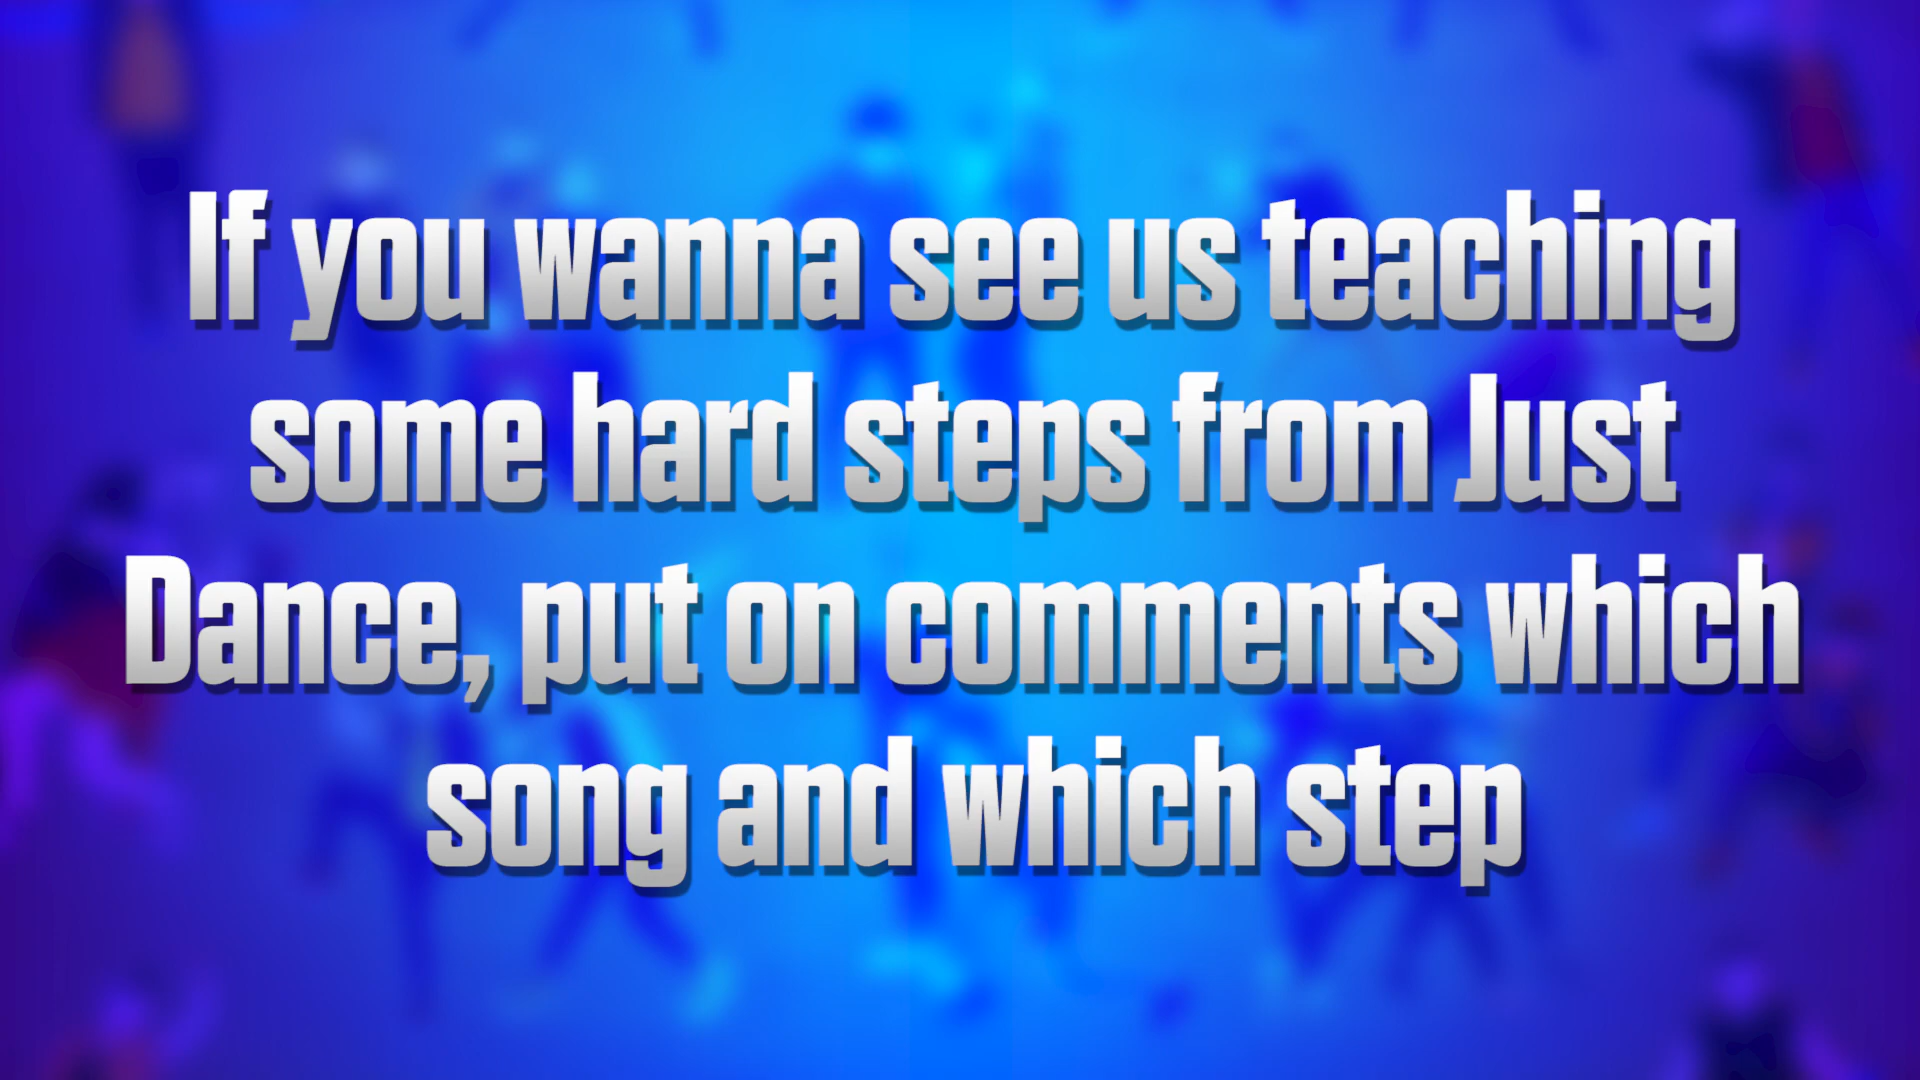 If you wanna see us teaching
some hard steps from Just
Dance, put on comments which
song and which step